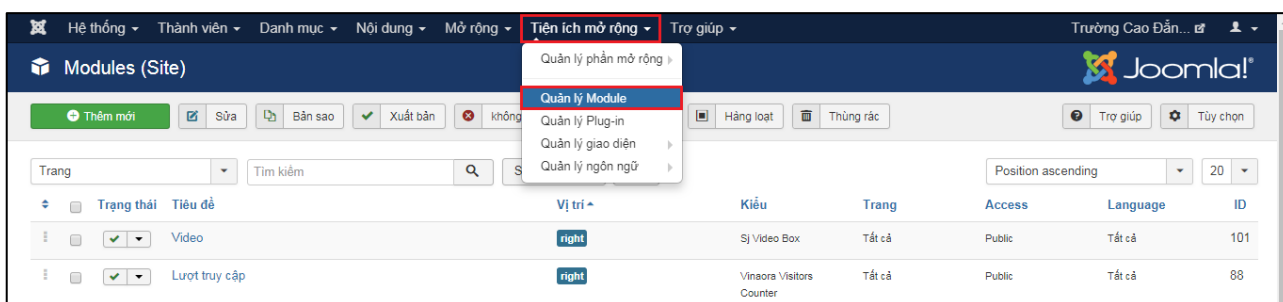 Hệ thống Thành viên Danh mục Nội dung Mở rộng Tiện ích mở rộng Trợ giúp Trường Cao Đẳn...
Modules (Site) Joomla!
Quản lý phần mở rộng
Quản lý Module
Quản lý Plug-in
Quản lý giao diện
Quản lý ngôn ngữ
Thêm mới Sửa Bản sao Xuất bản không Hàng loạt Thùng rác Trợ giúp Tùy chọn
Trang Tìm kiếm S Position ascending 20
Trạng thái Tiêu đề Vị trí Kiểu Trang Access Language ID
Video right Sj Video Box Tất cả Public Tất cả 101
Lượt truy cập right Vinaora Visitors Tất cả Public Tất cả 88
Counter